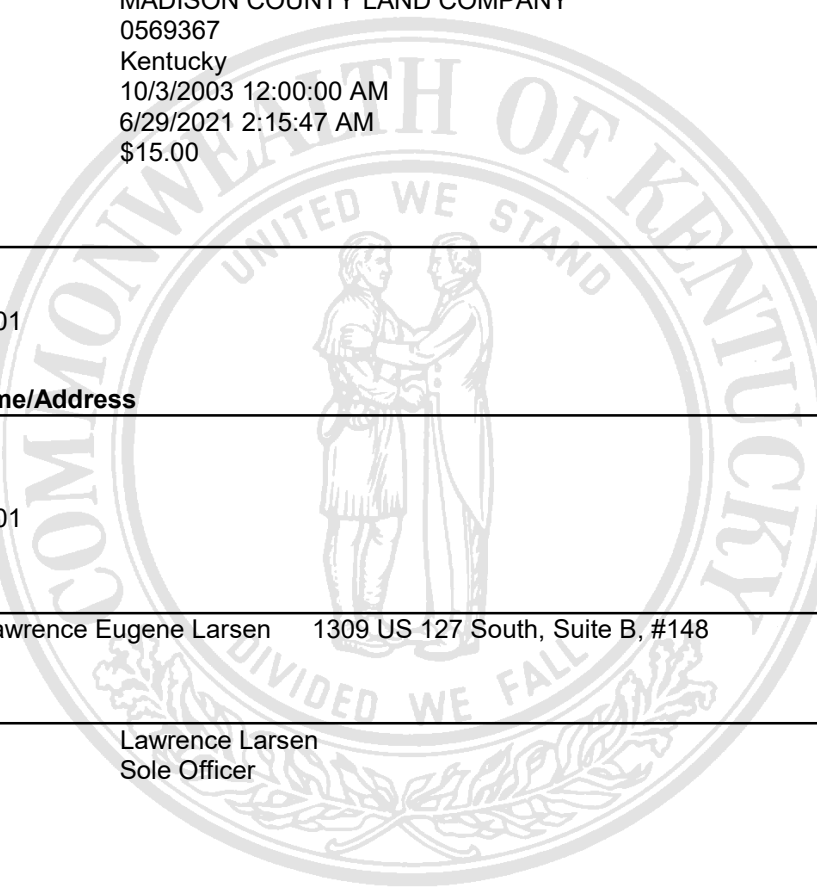 MADISON COUNTY LAND COMPANY
0569367
Kentucky
10/3/2003 12:00:00 AM
6/29/2021 2:15:47 AM
$15.00
COMMONWEALTH OF KENTUCKY
UNITED WE STAND
01
me/Address
01
awrence Eugene Larsen 1309 US 127 South, Suite B, #148
DIVIDED WE FALL
Lawrence Larsen
Sole Officer